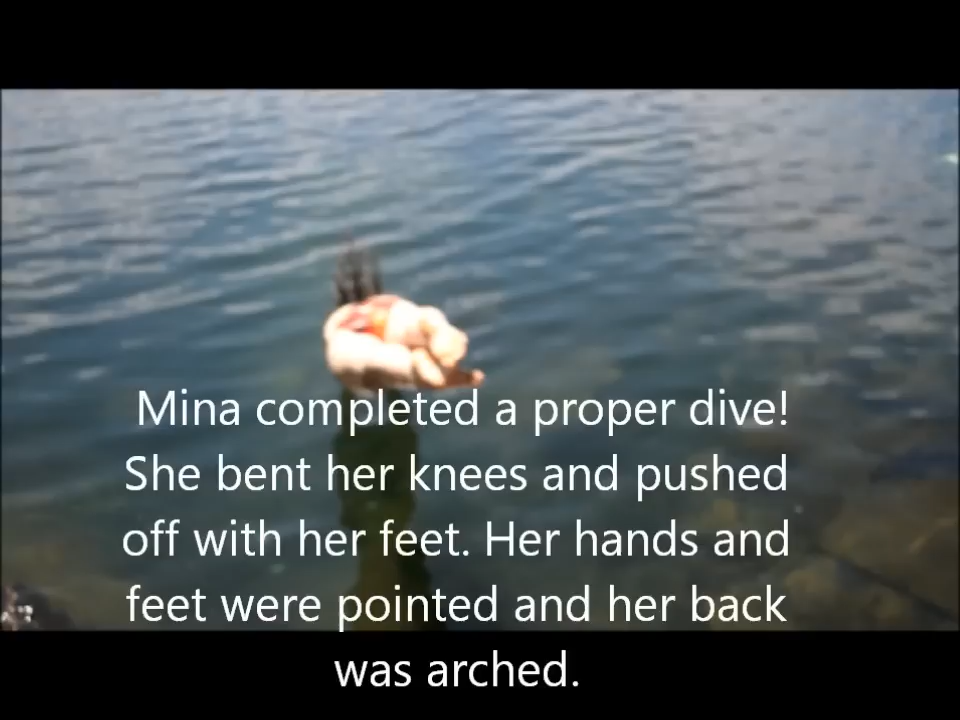 Mina completed a proper dive!
She bent her knees and pushed
off with her feet. Her hands and
feet were pointed and her back
was arched.